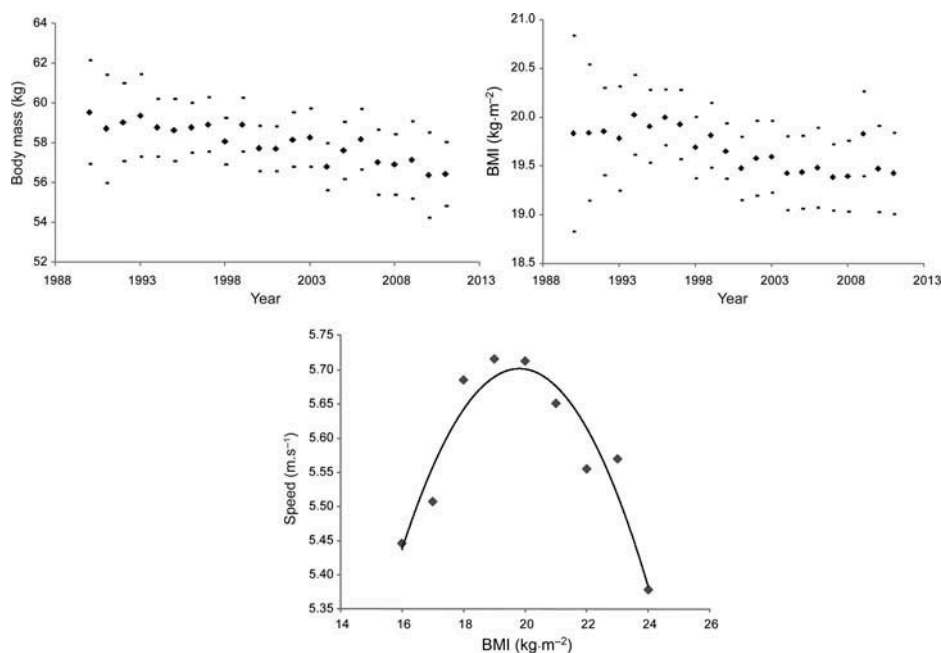 64
62
60
58
56
54
52
Body mass (kg)
1988 1993 1998 2003 2008 2013
Year
21.0
20.5
20.0
19.5
19.0
18.5
BMI (kg·m⁻²)
1988 1993 1998 2003 2008 2013
Year
5.75
5.70
5.65
5.60
5.55
5.50
5.45
5.40
5.35
Speed (m.s⁻¹)
14 16 18 20 22 24 26
BMI (kg·m⁻²)